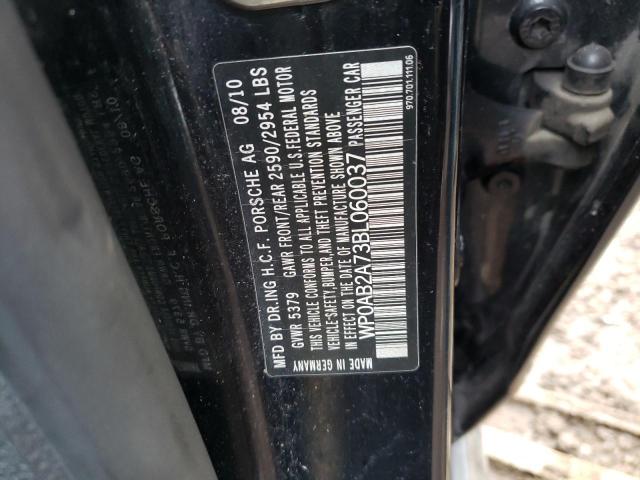 MFD BY DR.ING H.C.F. PORSCHE AG 08/10
GVWR 5379 GAWR FRONT/REAR 2590/2954 LBS
THIS VEHICLE CONFORMS TO ALL APPLICABLE U.S.FEDERAL MOTOR
VEHICLE-SAFETY,BUMPER,AND THEFT PREVENTION STANDARDS
IN EFFECT ON THE DATE OF MANUFACTURE SHOWN ABOVE
WP0AB2A73BL060037 PASSENGER CAR
MADE IN GERMANY
970.701.111.06